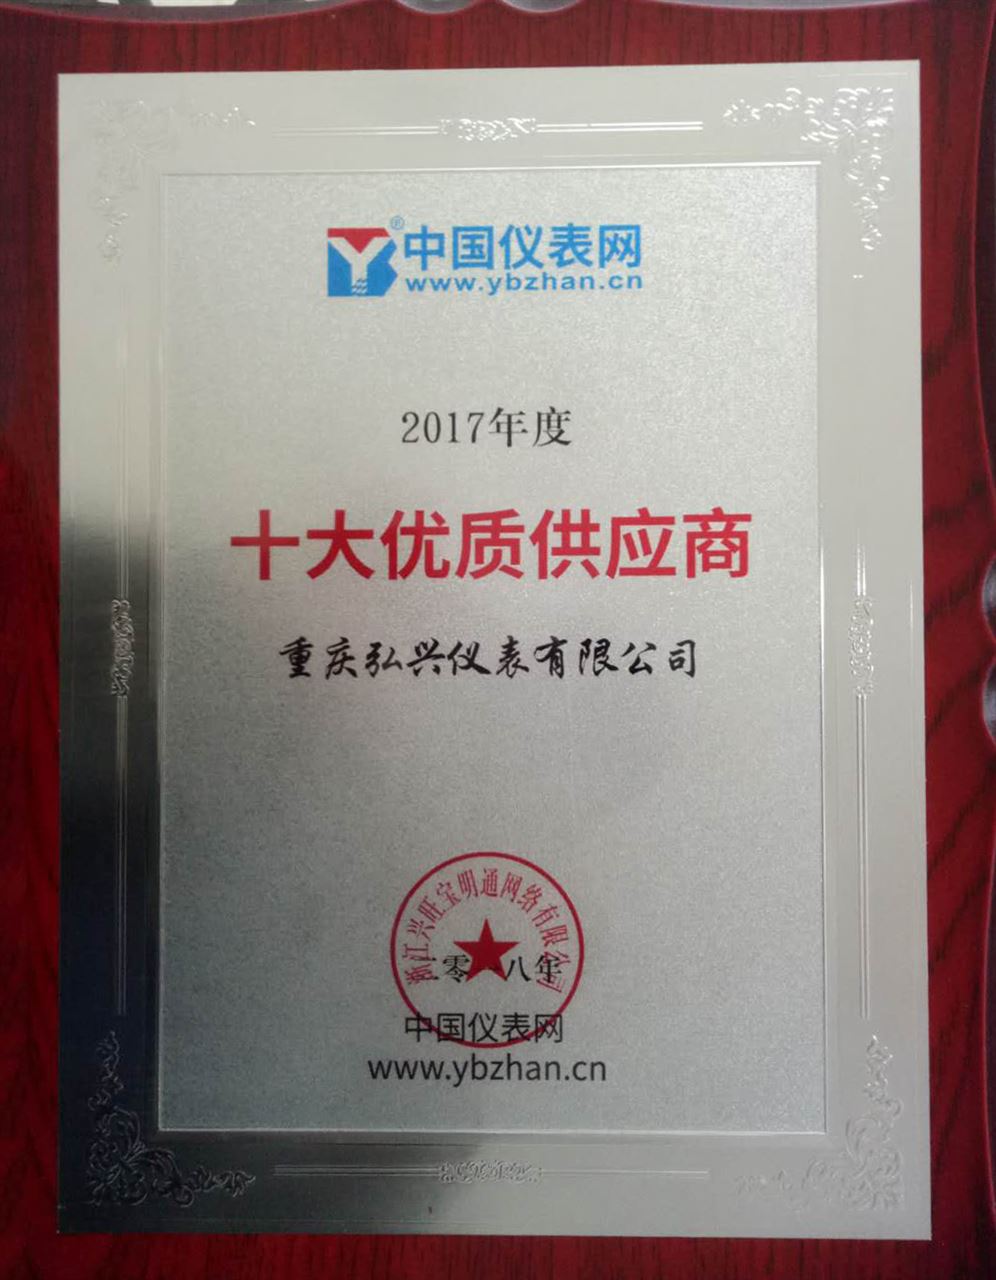 中国仪表网
®
www.ybzhan.cn
2017年度
十大优质供应商
重庆弘兴仪表有限公司
浙江兴旺宝明通网络有限公司
二零一八年
中国仪表网
www.ybzhan.cn